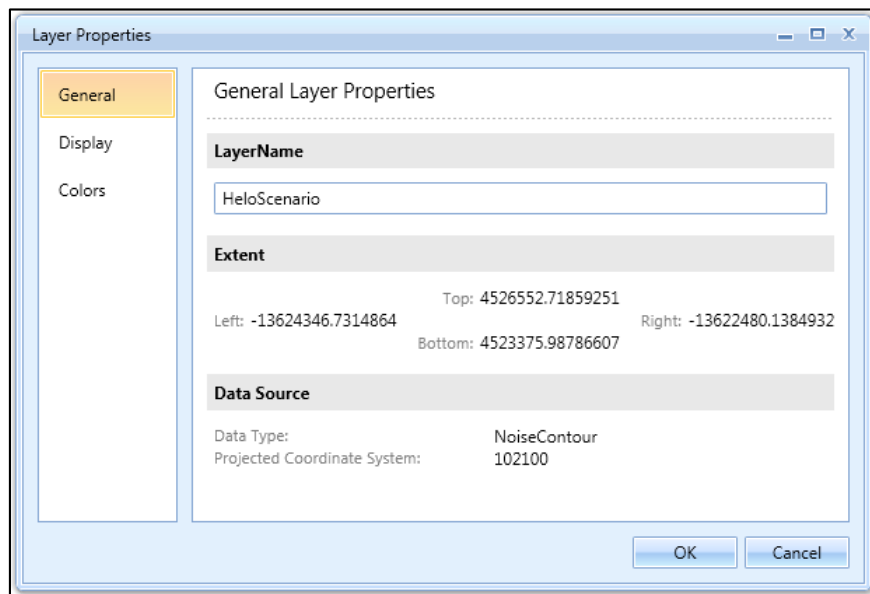 Layer Properties
General
Display
Colors
General Layer Properties
LayerName
HeloScenario
Extent
Top: 4526552.71859251
Left: -13624346.7314864
Right: -13622480.1384932
Bottom: 4523375.98786607
Data Source
Data Type: NoiseContour
Projected Coordinate System: 102100
OK Cancel